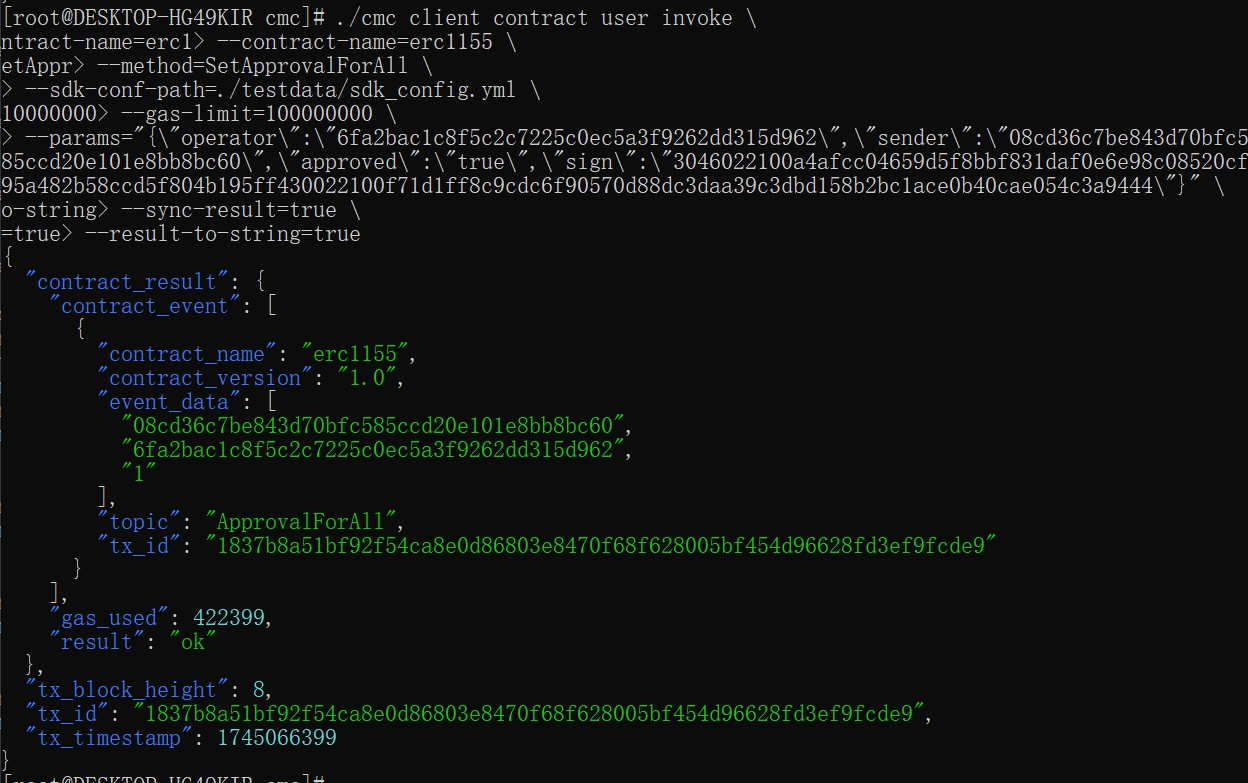 [root@DESKTOP-HG49KIR cmc]# ./cmc client contract user invoke \
ntract-name=erc1> --contract-name=erc1155 \
etAppr> --method=SetApprovalForAll \
> --sdk-conf-path=./testdata/sdk_config.yml \
10000000> --gas-limit=100000000 \
> --params="{\"operator\":\"6fa2bac1c8f5c2c7225c0ec5a3f9262dd315d962\",\"sender\":\"08cd36c7be843d70bfc5
85ccd20e101e8bb8bc60\",\"approved\":\"true\",\"sign\":\"3046022100a4afcc04659d5f8bbf831daf0e6e98c08520cf
95a482b58ccd5f804b195ff430022100f71d1ff8c9cdc6f90570d88dc3daa39c3dbd158b2bc1ace0b40cae054c3a9444\"}" \
o-string> --sync-result=true \
=true> --result-to-string=true
{
  "contract_result": {
    "contract_event": [
      {
        "contract_name": "erc1155",
        "contract_version": "1.0",
        "event_data": [
          "08cd36c7be843d70bfc585ccd20e101e8bb8bc60",
          "6fa2bac1c8f5c2c7225c0ec5a3f9262dd315d962",
          "1"
        ],
        "topic": "ApprovalForAll",
        "tx_id": "1837b8a51bf92f54ca8e0d86803e8470f68f628005bf454d96628fd3ef9fcde9"
      }
    ],
    "gas_used": 422399,
    "result": "ok"
  },
  "tx_block_height": 8,
  "tx_id": "1837b8a51bf92f54ca8e0d86803e8470f68f628005bf454d96628fd3ef9fcde9",
  "tx_timestamp": 1745066399
}
[root@DESKTOP-HG49KIR cmc]#